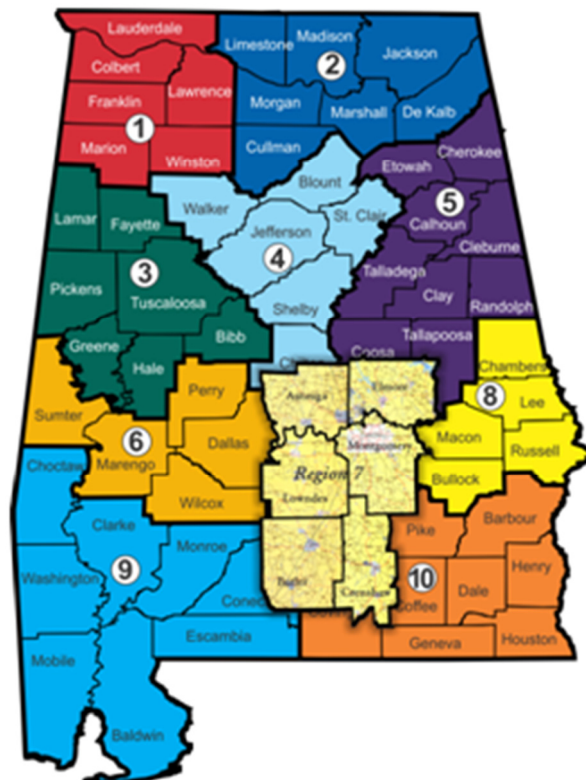 Lauderdale
Limestone
Madison
Jackson
2
Colbert
Lawrence
Franklin
Morgan
Marshall
De Kalb
1
Marion
Winston
Cullman
Cherokee
Etowah
Blount
Walker
St. Clair
5
Calhoun
Lamar
Fayette
Jefferson
Cleburne
4
3
Talladega
Pickens
Tuscaloosa
Clay
Randolph
Shelby
Bibb
Greene
Hale
Coosa
Tallapoosa
Chambers
Perry
Autauga
Elmore
8
Lee
Sumter
6
Dallas
Montgomery
Macon
Russell
Choctaw
Marengo
Region 7
Bullock
Lowndes
Wilcox
Clarke
Pike
Barbour
Monroe
Washington
9
10
Henry
Butler
Dale
Crenshaw
Conec
Coffee
Escambia
Geneva
Houston
Mobile
Baldwin